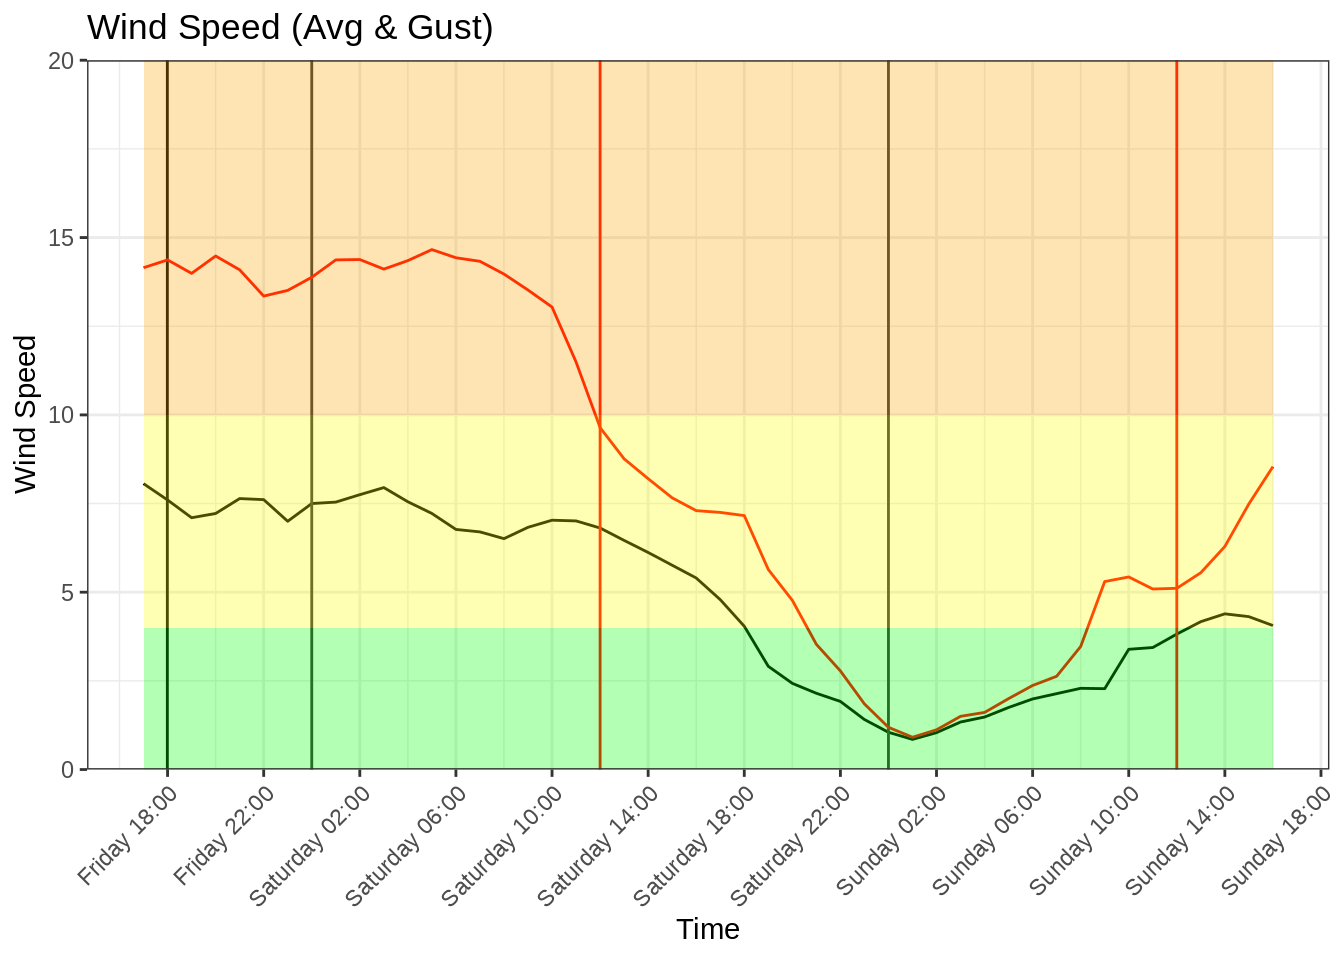 Wind Speed (Avg & Gust)
20
15
10
5
0
Wind Speed
Friday 18:00
Friday 22:00
Saturday 02:00
Saturday 06:00
Saturday 10:00
Saturday 14:00
Saturday 18:00
Saturday 22:00
Sunday 02:00
Sunday 06:00
Sunday 10:00
Sunday 14:00
Sunday 18:00
Time